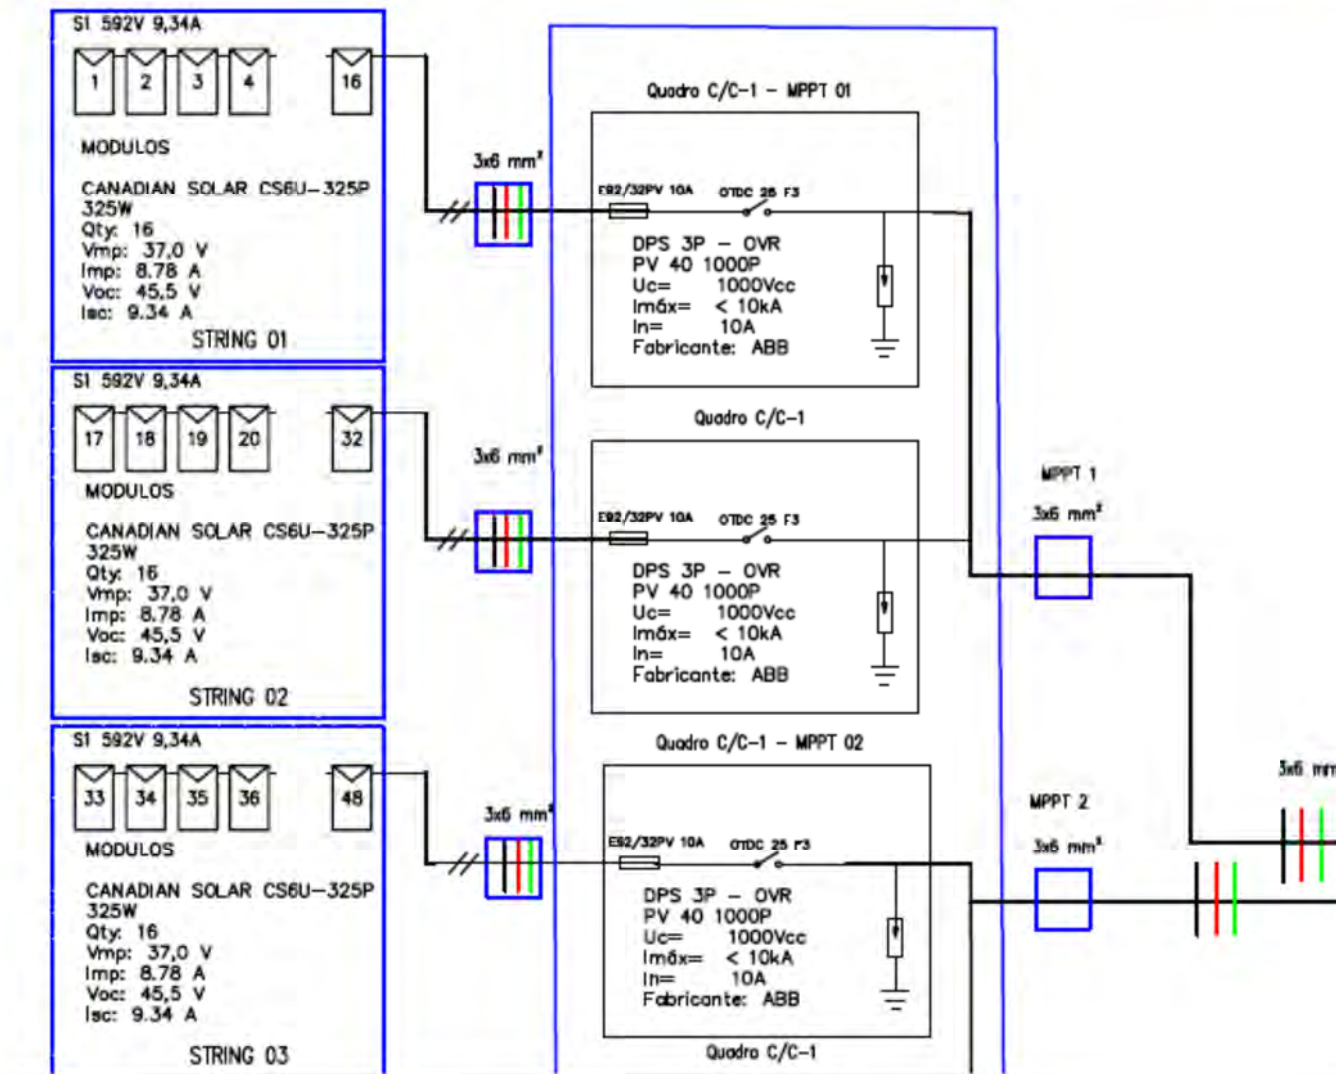 S1 592V 9,34A
1 2 3 4 16
MODULOS
CANADIAN SOLAR CS6U-325P
325W
Qty: 16
Vmp: 37,0 V
Imp: 8.78 A
Voc: 45,5 V
Isc: 9.34 A
STRING 01
3x6 mm²
Quadro C/C-1 - MPPT 01
E92/32PV 10A OTDC 25 F3
DPS 3P - OVR
PV 40 1000P
Uc= 1000Vcc
Imáx= < 10kA
In= 10A
Fabricante: ABB
S1 592V 9,34A
17 18 19 20 32
MODULOS
CANADIAN SOLAR CS6U-325P
325W
Qty: 16
Vmp: 37,0 V
Imp: 8.78 A
Voc: 45,5 V
Isc: 9.34 A
STRING 02
3x6 mm²
Quadro C/C-1
E92/32PV 10A OTDC 25 F3
DPS 3P - OVR
PV 40 1000P
Uc= 1000Vcc
Imáx= < 10kA
In= 10A
Fabricante: ABB
MPPT 1
3x6 mm²
S1 592V 9,34A
33 34 35 36 48
MODULOS
CANADIAN SOLAR CS6U-325P
325W
Qty: 16
Vmp: 37,0 V
Imp: 8.78 A
Voc: 45,5 V
Isc: 9.34 A
STRING 03
3x6 mm²
Quadro C/C-1 - MPPT 02
E92/32PV 10A OTDC 25 F3
DPS 3P - OVR
PV 40 1000P
Uc= 1000Vcc
Imáx= < 10kA
In= 10A
Fabricante: ABB
Quadro C/C-1
MPPT 2
3x6 mm²
3x6 mm